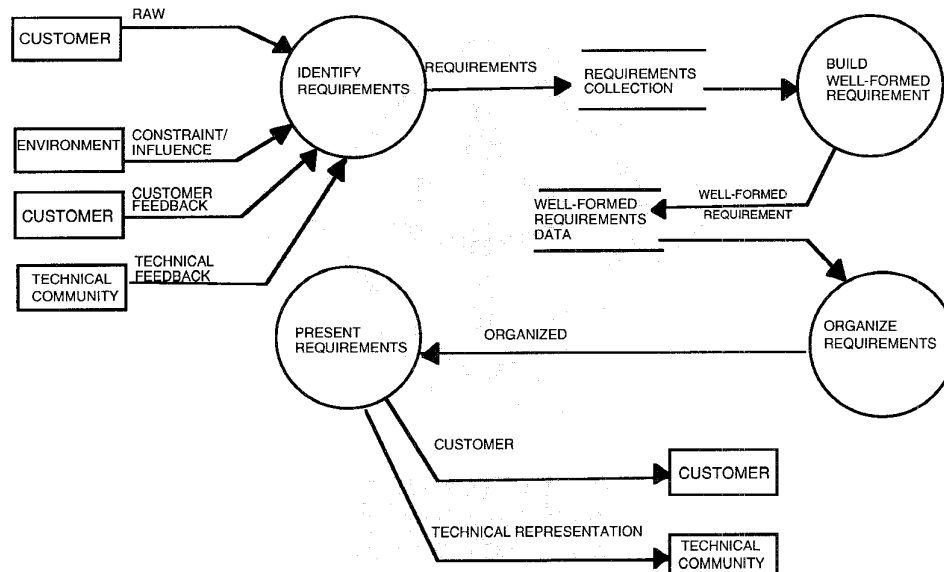 RAW
CUSTOMER
IDENTIFY
REQUIREMENTS
REQUIREMENTS
REQUIREMENTS
COLLECTION
BUILD
WELL-FORMED
REQUIREMENT
ENVIRONMENT
CONSTRAINT/
INFLUENCE
CUSTOMER
CUSTOMER
FEEDBACK
WELL-FORMED
REQUIREMENTS
DATA
WELL-FORMED
REQUIREMENT
TECHNICAL
COMMUNITY
TECHNICAL
FEEDBACK
PRESENT
REQUIREMENTS
ORGANIZED
ORGANIZE
REQUIREMENTS
CUSTOMER
CUSTOMER
TECHNICAL REPRESENTATION
TECHNICAL
COMMUNITY